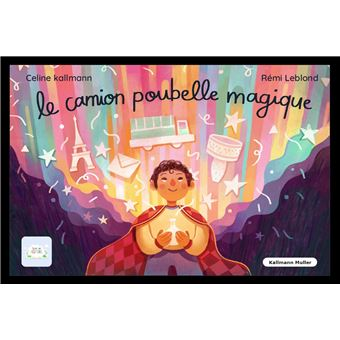 Celine kallmann
Rémi Leblond
le camion poubelle magique
Kallmann Muller